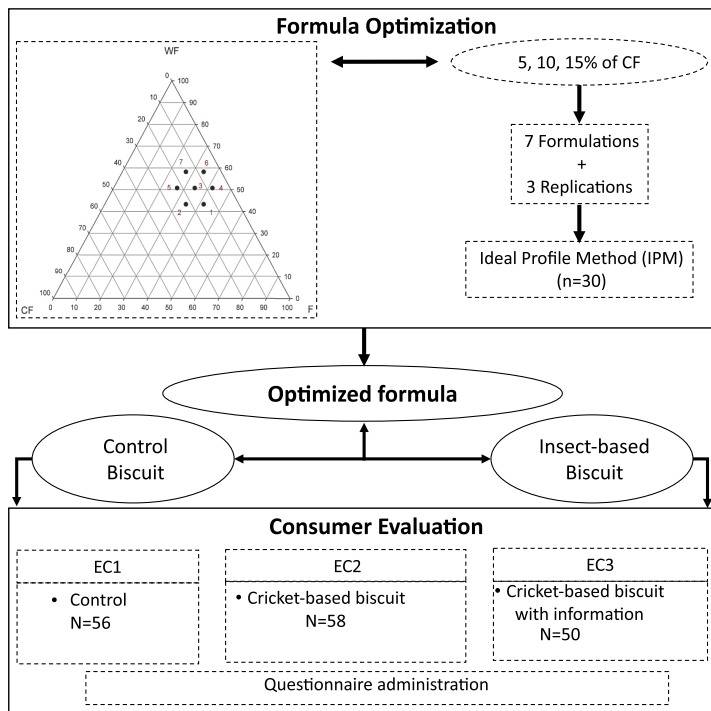 Formula Optimization
WF
0 100
10 90
20 80
30 70
40 60
7 6
50 5 3 4 50
60 2 1 40
70 30
80 20
90 10
100 0
CF 0 10 20 30 40 50 60 70 80 90 100 F
5, 10, 15% of CF
7 Formulations
+
3 Replications
Ideal Profile Method (IPM)
(n=30)
Optimized formula
Control
Biscuit
Insect-based
Biscuit
Consumer Evaluation
EC1
• Control
N=56
EC2
• Cricket-based biscuit
N=58
EC3
• Cricket-based biscuit
with information
N=50
Questionnaire administration